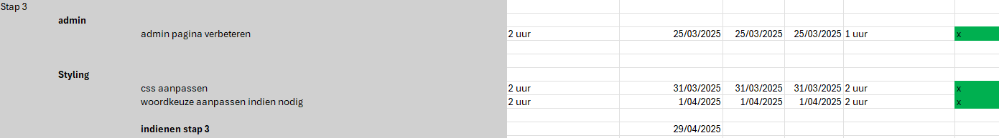 Stap 3
admin
admin pagina verbeteren 2 uur 25/03/2025 25/03/2025 25/03/2025 1 uur x
Styling
css aanpassen 2 uur 31/03/2025 31/03/2025 31/03/2025 2 uur x
woordkeuze aanpassen indien nodig 2 uur 1/04/2025 1/04/2025 1/04/2025 2 uur x
indienen stap 3 29/04/2025